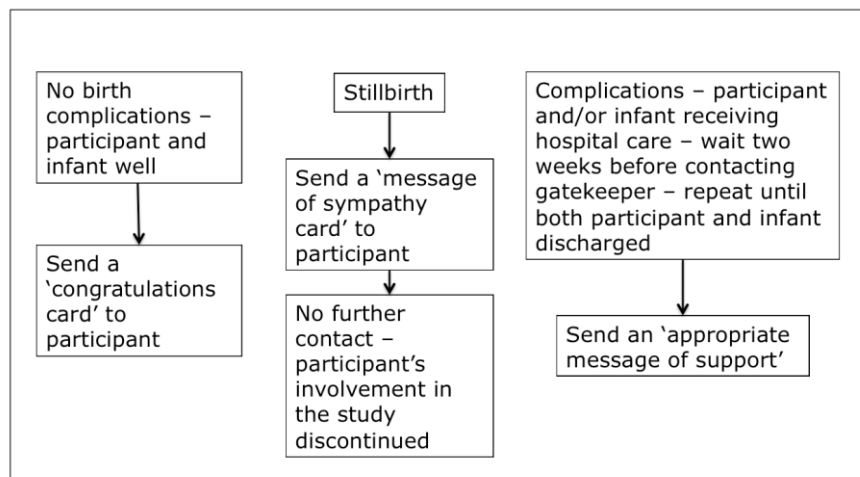 No birth
complications –
participant and
infant well
Send a
‘congratulations
card’ to
participant
Stillbirth
Send a ‘message
of sympathy
card’ to
participant
No further
contact –
participant’s
involvement in
the study
discontinued
Complications – participant
and/or infant receiving
hospital care – wait two
weeks before contacting
gatekeeper – repeat until
both participant and infant
discharged
Send an ‘appropriate
message of support’